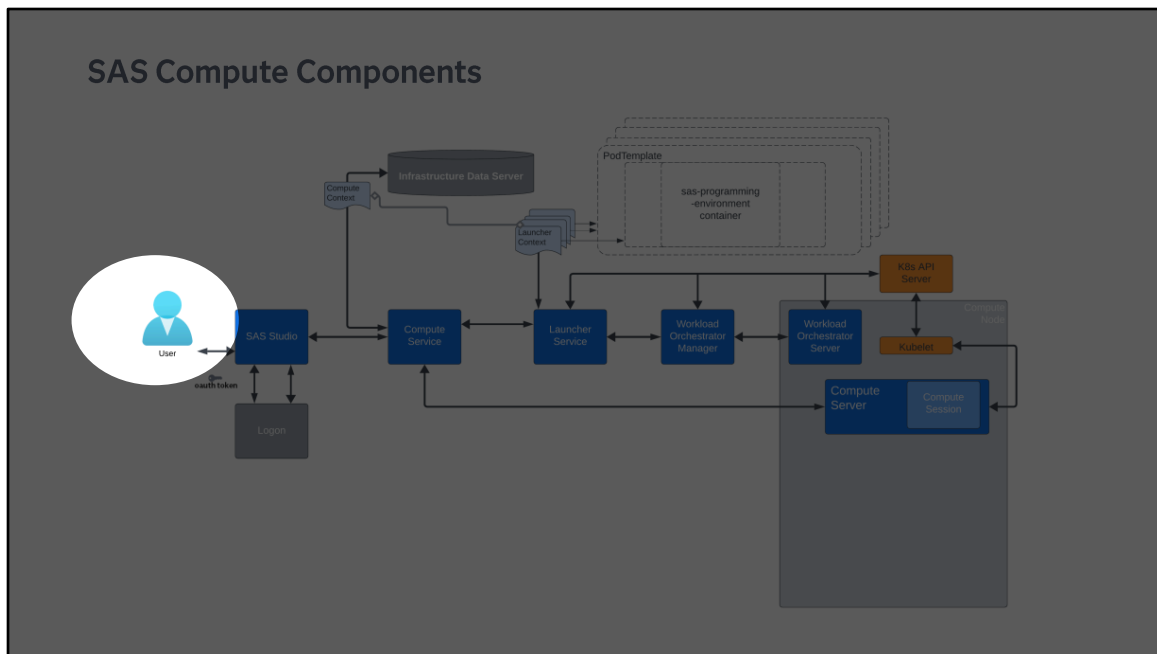 SAS Compute Components
PodTemplate
Infrastructure Data Server
Compute
Context
sas-programming
-environment
container
Launcher
Context
K8s API
Server
Compute
Node
User
SAS Studio
Compute
Service
Launcher
Service
Workload
Orchestrator
Manager
Workload
Orchestrator
Server
Kubelet
oauth token
Compute
Server
Compute
Session
Logon